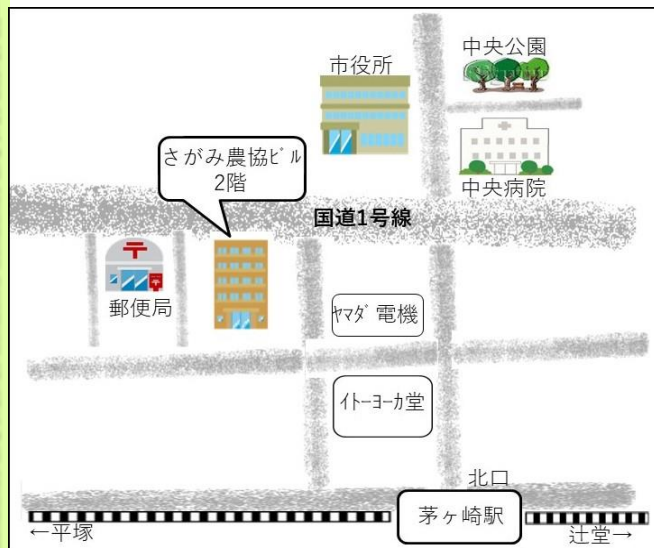 中央公園
市役所
さがみ農協ﾋﾞﾙ
2階
中央病院
国道1号線
郵便局
ﾔﾏﾀﾞ電機
ｲﾄｰﾖｰｶ堂
北口
茅ヶ崎駅
←平塚
辻堂→